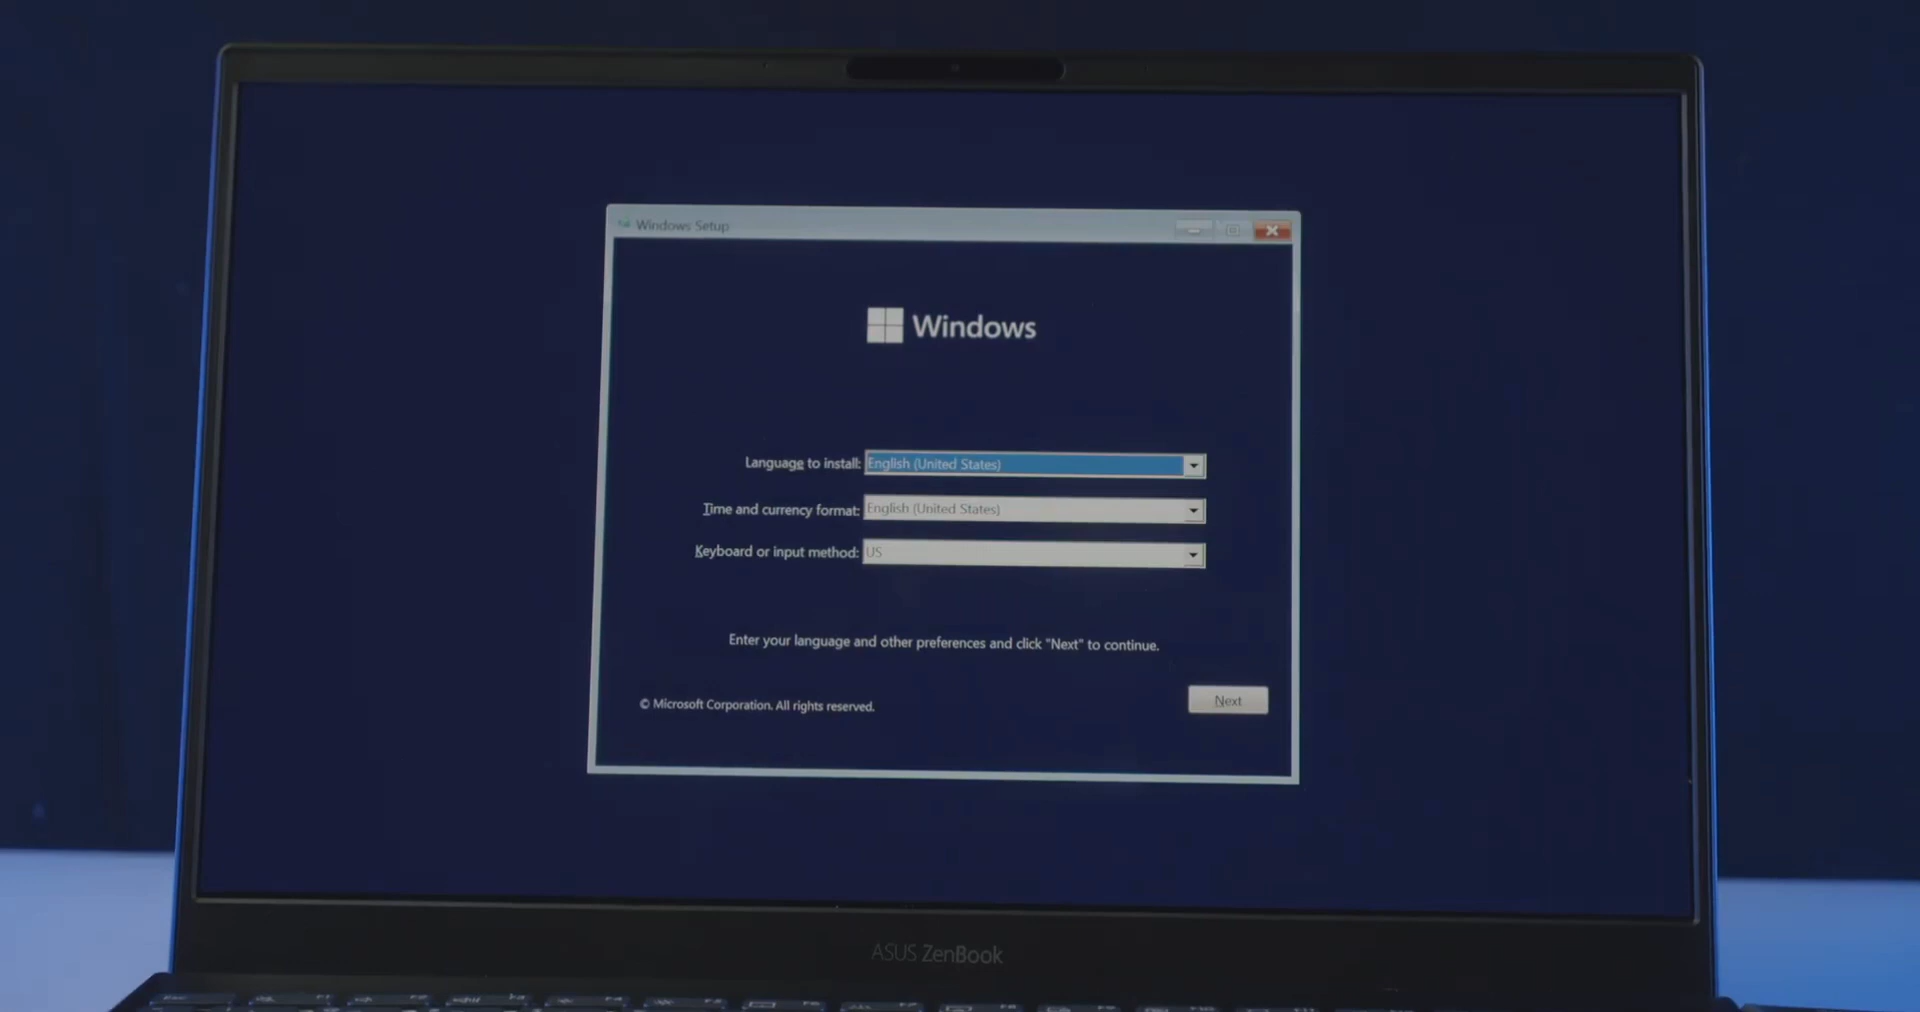 Windows Setup
Windows
Language to install: English (United States)
Time and currency format: English (United States)
Keyboard or input method: US
Enter your language and other preferences and click "Next" to continue.
© Microsoft Corporation. All rights reserved.
Next
ASUS ZenBook